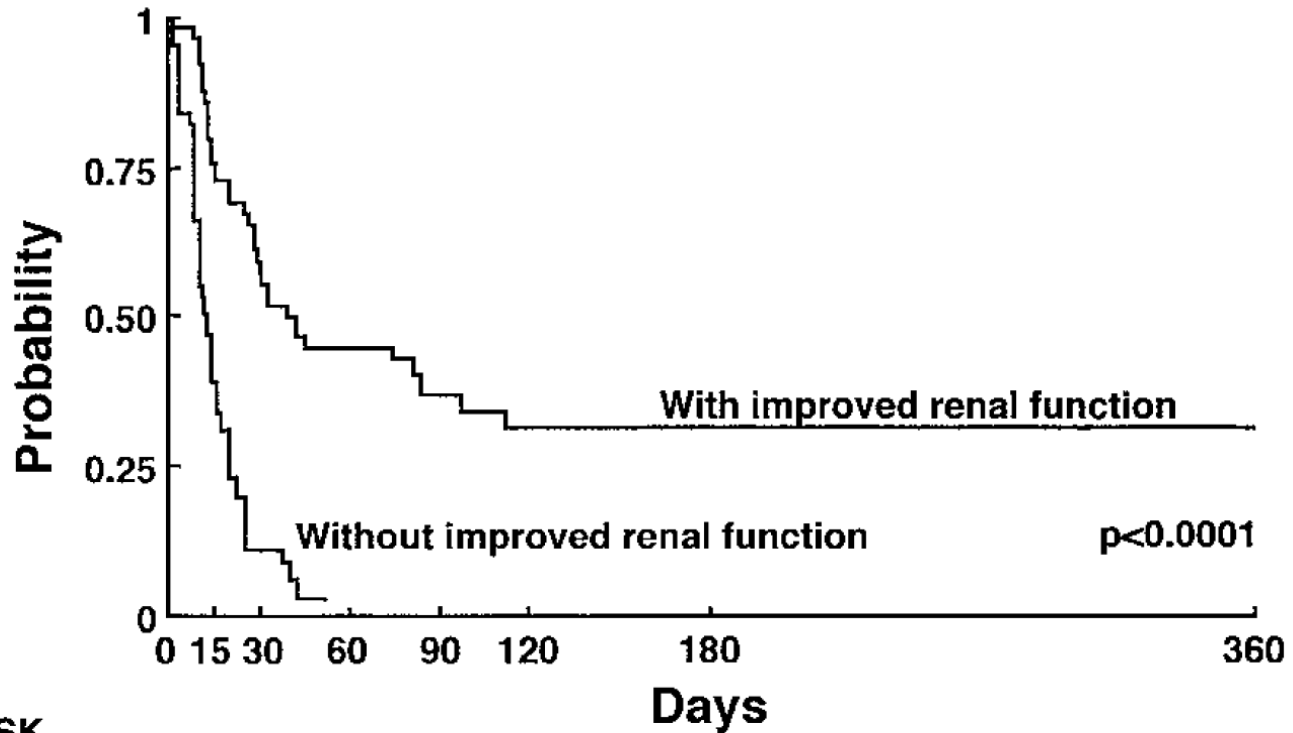 1
0.75
0.50
0.25
0
Probability
With improved renal function
Without improved renal function
p<0.0001
0 15 30 60 90 120 180 360
Days
SK